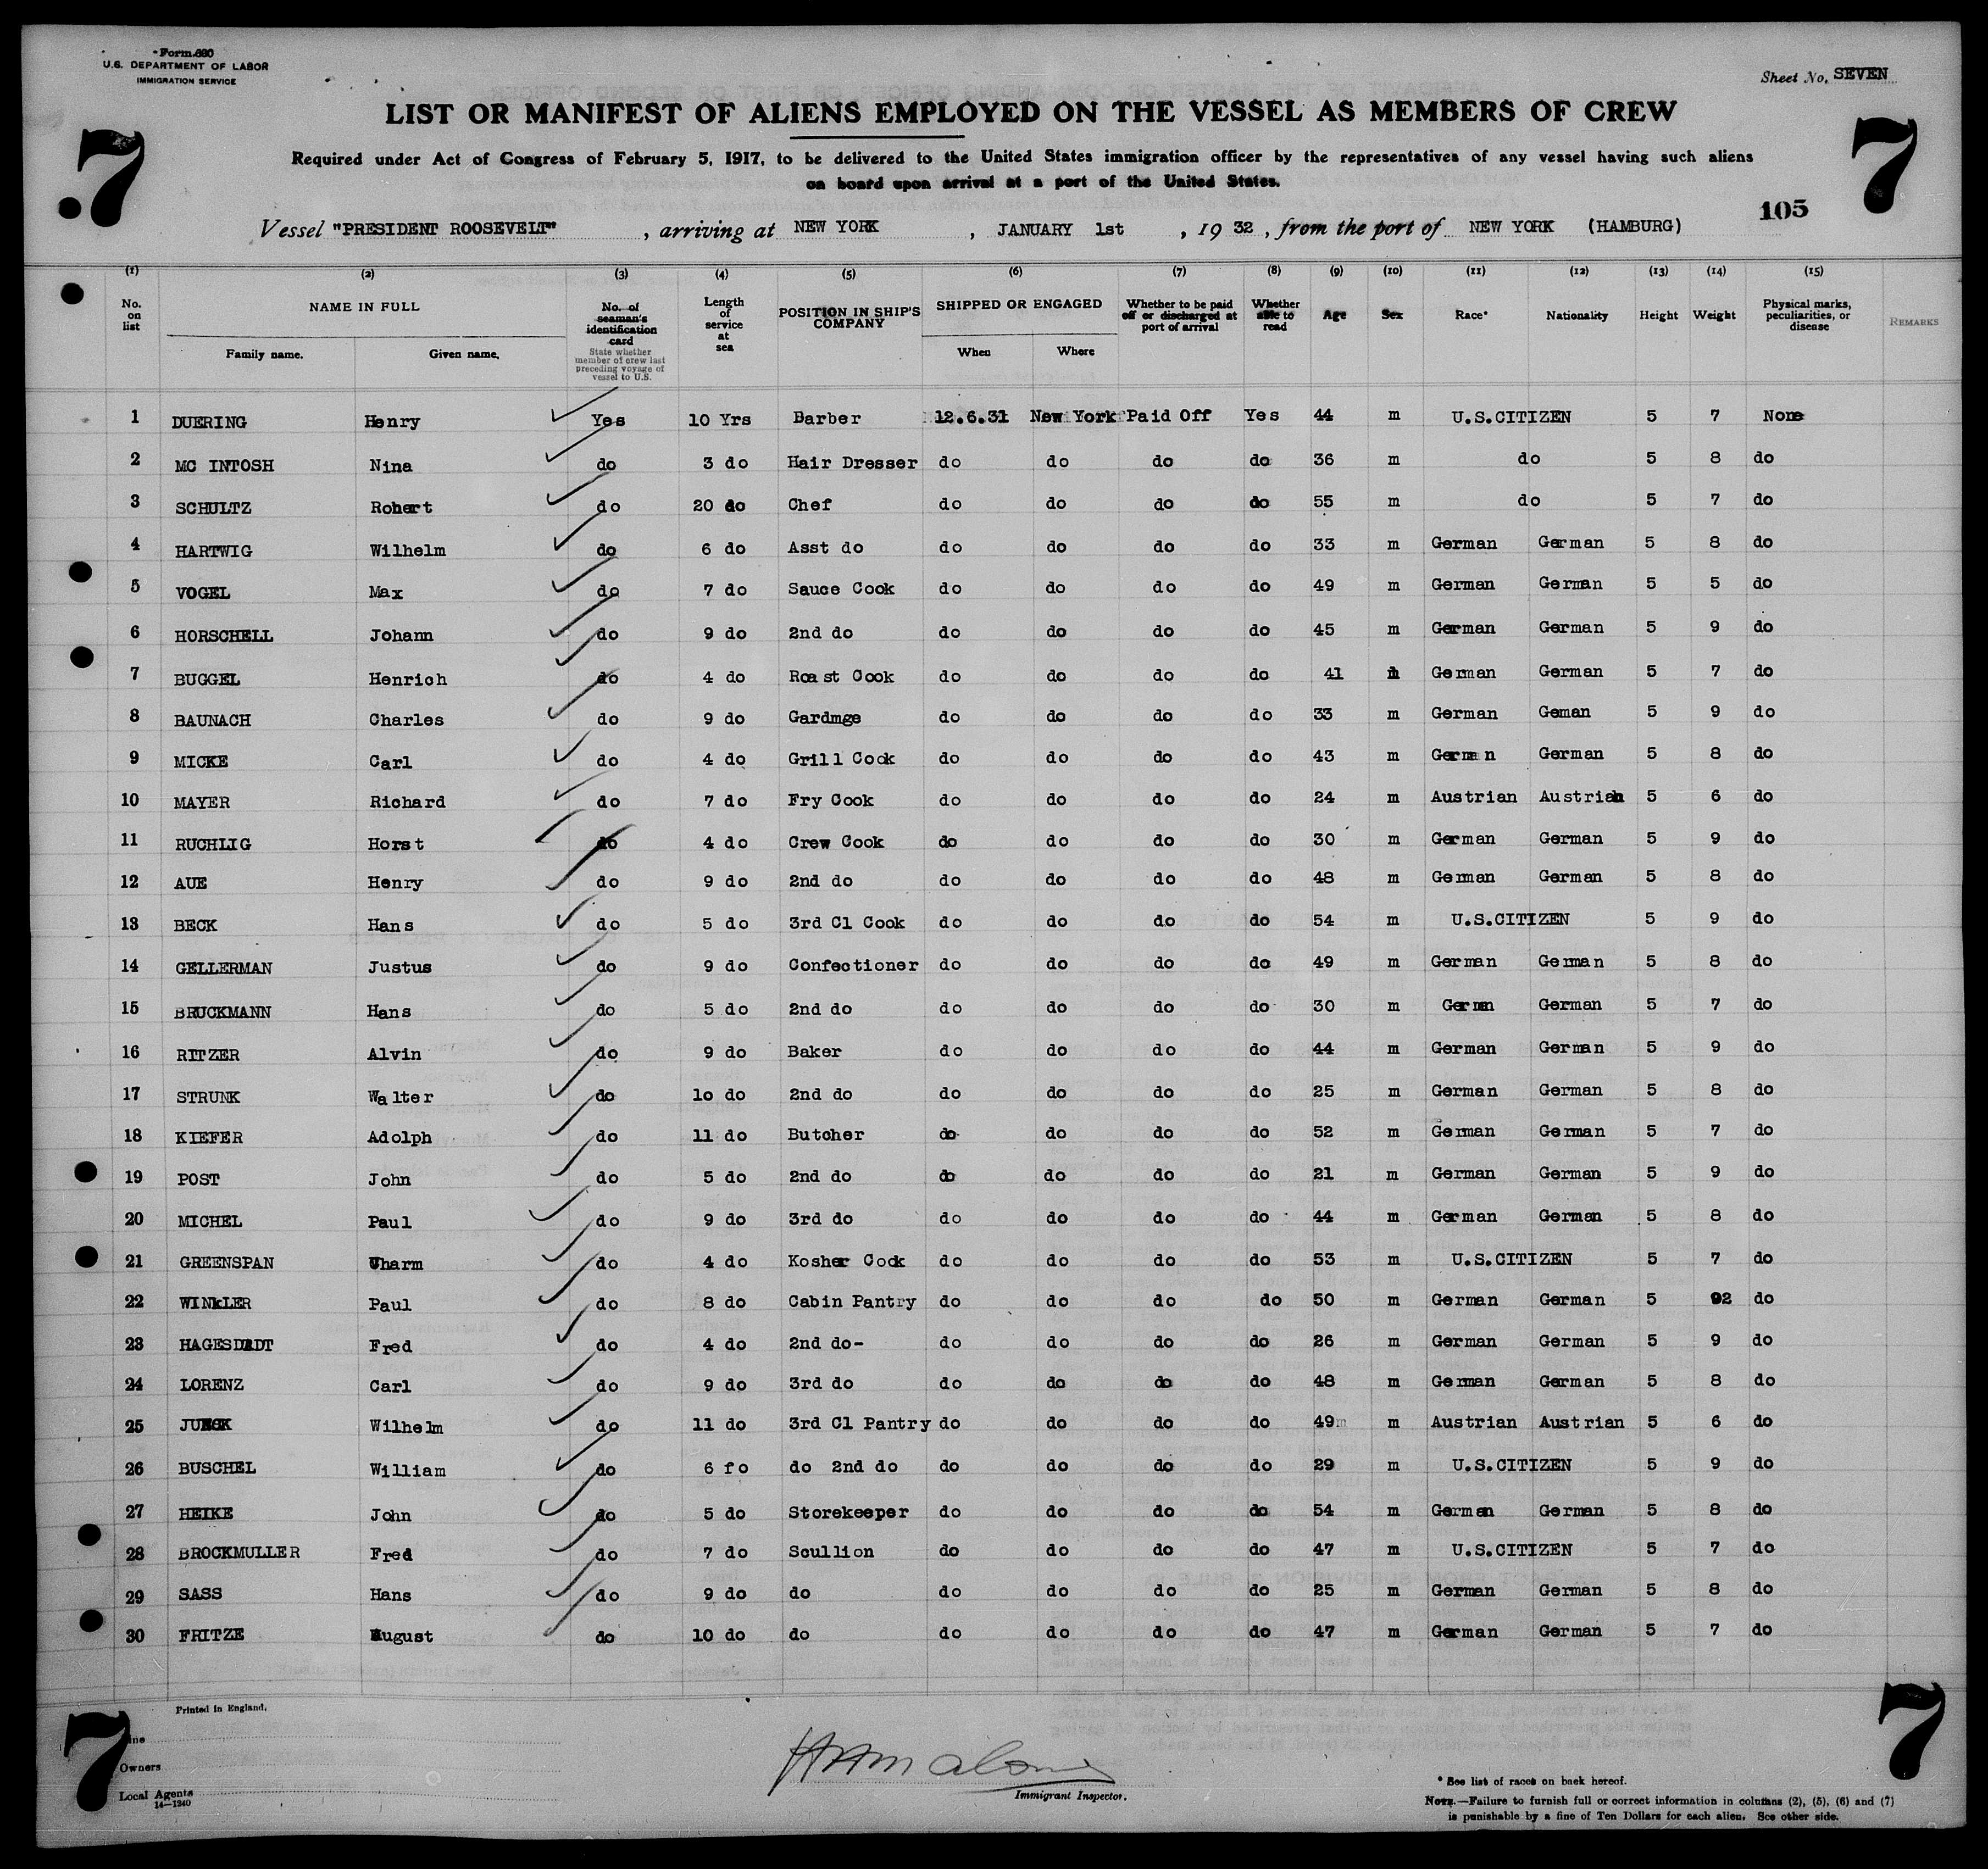 Form 680
U.S. DEPARTMENT OF LABOR
IMMIGRATION SERVICE
Sheet No. SEVEN
LIST OR MANIFEST OF ALIENS EMPLOYED ON THE VESSEL AS MEMBERS OF CREW
7 7
Required under Act of Congress of February 5, 1917, to be delivered to the United States immigration officer by the representatives of any vessel having such aliens
on board upon arrival at a port of the United States.
105
Vessel "PRESIDENT ROOSEVELT", arriving at NEW YORK, JANUARY 1st, 19 32, from the port of NEW YORK (HAMBURG)
(1) (2) (3) (4) (5) (6) (7) (8) (9) (10) (11) (12) (13) (14) (15)
No. on list NAME IN FULL Family name. Given name. No. of seaman's identification card State whether member of crew last preceding voyage of vessel to U.S. Length of service at sea POSITION IN SHIP'S COMPANY SHIPPED OR ENGAGED When Where Whether to be paid off or discharged at port of arrival Whether able to read Age Sex Race* Nationality Height Weight Physical marks, peculiarities, or disease REMARKS
1 DUERING Henry Yes 10 Yrs Barber 12.6.31 New York Paid Off Yes 44 m U.S.CITIZEN 5 7 None
2 MC INTOSH Nina do 3 do Hair Dresser do do do do 36 m do 5 8 do
3 SCHULTZ Robert do 20 do Chef do do do do 55 m do 5 7 do
4 HARTWIG Wilhelm do 6 do Asst do do do do do 33 m German German 5 8 do
5 VOGEL Max do 7 do Sauce Cook do do do do 49 m German German 5 5 do
6 HORSCHELL Johann do 9 do 2nd do do do do do 45 m German German 5 9 do
7 BUGGEL Henrich do 4 do Roast Cook do do do do 41 m German German 5 7 do
8 BAUNACH Charles do 9 do Gardmge do do do do 33 m German Geman 5 9 do
9 MICKE Carl do 4 do Grill Cook do do do do 43 m German German 5 8 do
10 MAYER Richard do 7 do Fry Cook do do do do 24 m Austrian Austrian 5 6 do
11 RUCHLIG Horst do 4 do Crew Cook do do do do 30 m German German 5 9 do
12 AUE Henry do 9 do 2nd do do do do do 48 m German German 5 8 do
13 BECK Hans do 5 do 3rd Cl Cook do do do do 54 m U.S.CITIZEN 5 9 do
14 GELLERMAN Justus do 9 do Confectioner do do do do 49 m German German 5 8 do
15 BRUCKMANN Hans do 5 do 2nd do do do do do 30 m German German 5 7 do
16 RITZER Alvin do 9 do Baker do do do do 44 m German German 5 9 do
17 STRUNK Walter do 10 do 2nd do do do do do 25 m German German 5 8 do
18 KIEFER Adolph do 11 do Butcher do do do do 52 m German German 5 7 do
19 POST John do 5 do 2nd do do do do do 21 m German German 5 9 do
20 MICHEL Paul do 9 do 3rd do do do do do 44 m German German 5 8 do
21 GREENSPAN do 4 do Kosher Cook do do do do 53 m U.S.CITIZEN 5 7 do
22 WINkLER Paul do 8 do Cabin Pantry do do do do 50 m German German 5 92 do
23 Fred do 4 do 2nd do- do do do do 26 m German German 5 9 do
24 LORENZ Carl do 9 do 3rd do do do do do 48 m German German 5 8 do
25 Wilhelm do 11 do 3rd Cl Pantry do do do do 49m m Austrian Austrian 5 6 do
26 BUSCHEL William do 6 fo do 2nd do do do do do 29 m U.S.CITIZEN 5 9 do
27 HEIKE John do 5 do Storekeeper do do do do 54 m German German 5 8 do
28 BROCKMULLER Fred do 7 do Scullion do do do do 47 m U.S.CITIZEN 5 7 do
29 SASS Hans do 9 do do do do do do 25 m German German 5 8 do
30 FRITZE August do 10 do do do do do do 47 m German German 5 7 do
Printed in England.
7 7
Line
Owners
Local Agents
14—1240
Immigrant Inspector.
* See list of races on back hereof.
NOTE.—Failure to furnish full or correct information in columns (2), (5), (6) and (7)
is punishable by a fine of Ten Dollars for each alien. See other side.